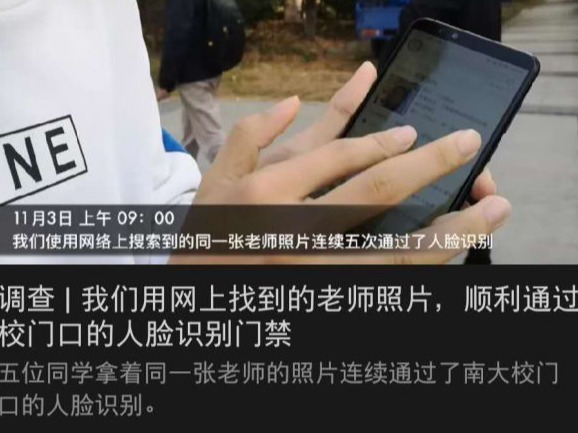 NE
11月3日 上午 09：00
我们使用网络上搜索到的同一张老师照片连续五次通过了人脸识别
调查 | 我们用网上找到的老师照片，顺利通过
校门口的人脸识别门禁
五位同学拿着同一张老师的照片连续通过了南大校门
口的人脸识别。